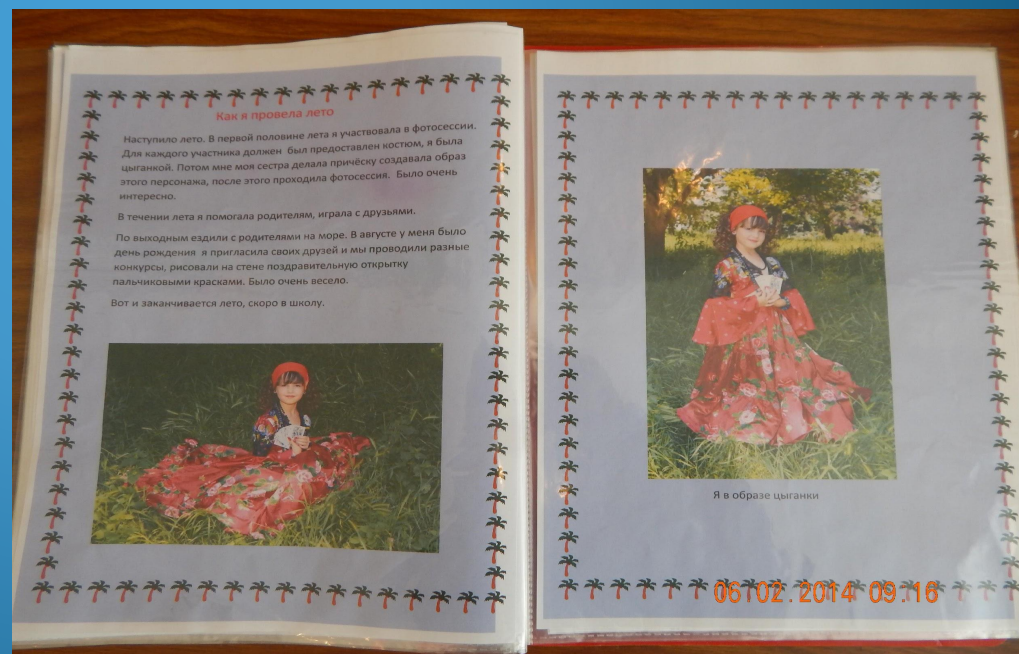 Как я провела лето
Наступило лето. В первой половине лета я участвовала в фотосессии.
Для каждого участника должен  был предоставлен костюм, я была
цыганкой. Потом мне моя сестра делала причёску создавала образ
этого персонажа, после этого проходила фотосессия.  Было очень
интересно.
В течении лета я помогала родителям, играла с друзьями.
По выходным ездили с родителями на море. В августе у меня было
день рождения  я пригласила своих друзей и мы проводили разные
конкурсы, рисовали на стене поздравительную открытку
пальчиковыми красками. Было очень весело.
Вот и заканчивается лето, скоро в школу.
Я в образе цыганки
06.02.2014 09:16